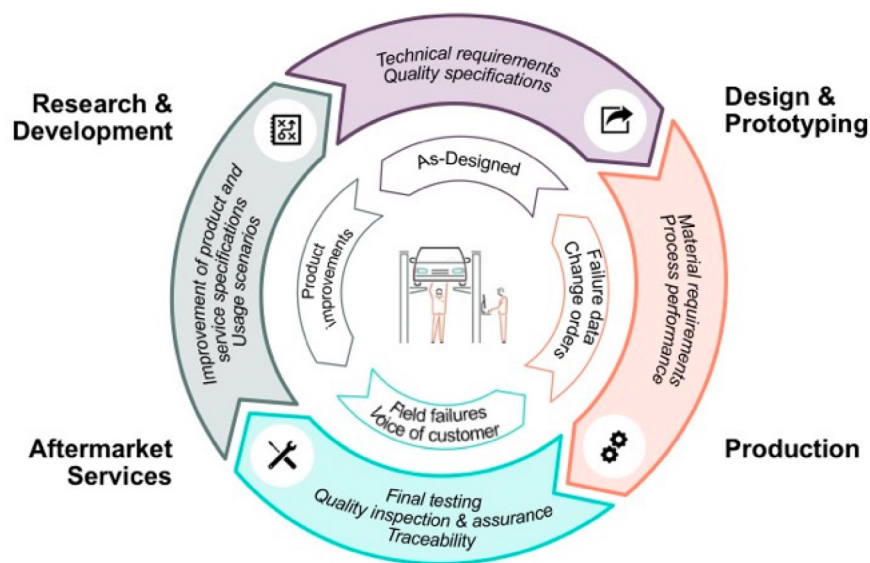 Technical requirements
Quality specifications
Research &
Development
Design &
Prototyping
As-Designed
Material requirements
Process performance
Improvement of product and
service specifications
Usage scenarios
Product
improvements
Failure data
Change orders
Field failures
Voice of customer
Aftermarket
Services
Production
Final testing
Quality inspection & assurance
Traceability